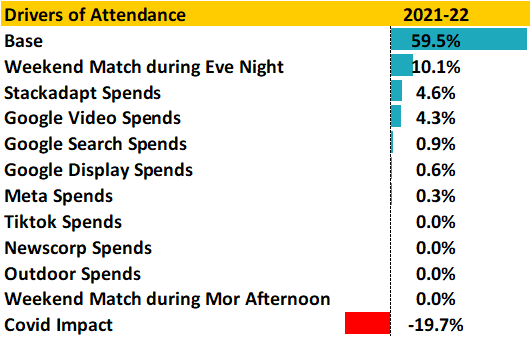 Drivers of Attendance 2021-22
Base 59.5%
Weekend Match during Eve Night 10.1%
Stackadapt Spends 4.6%
Google Video Spends 4.3%
Google Search Spends 0.9%
Google Display Spends 0.6%
Meta Spends 0.3%
Tiktok Spends 0.0%
Newscorp Spends 0.0%
Outdoor Spends 0.0%
Weekend Match during Mor Afternoon 0.0%
Covid Impact -19.7%